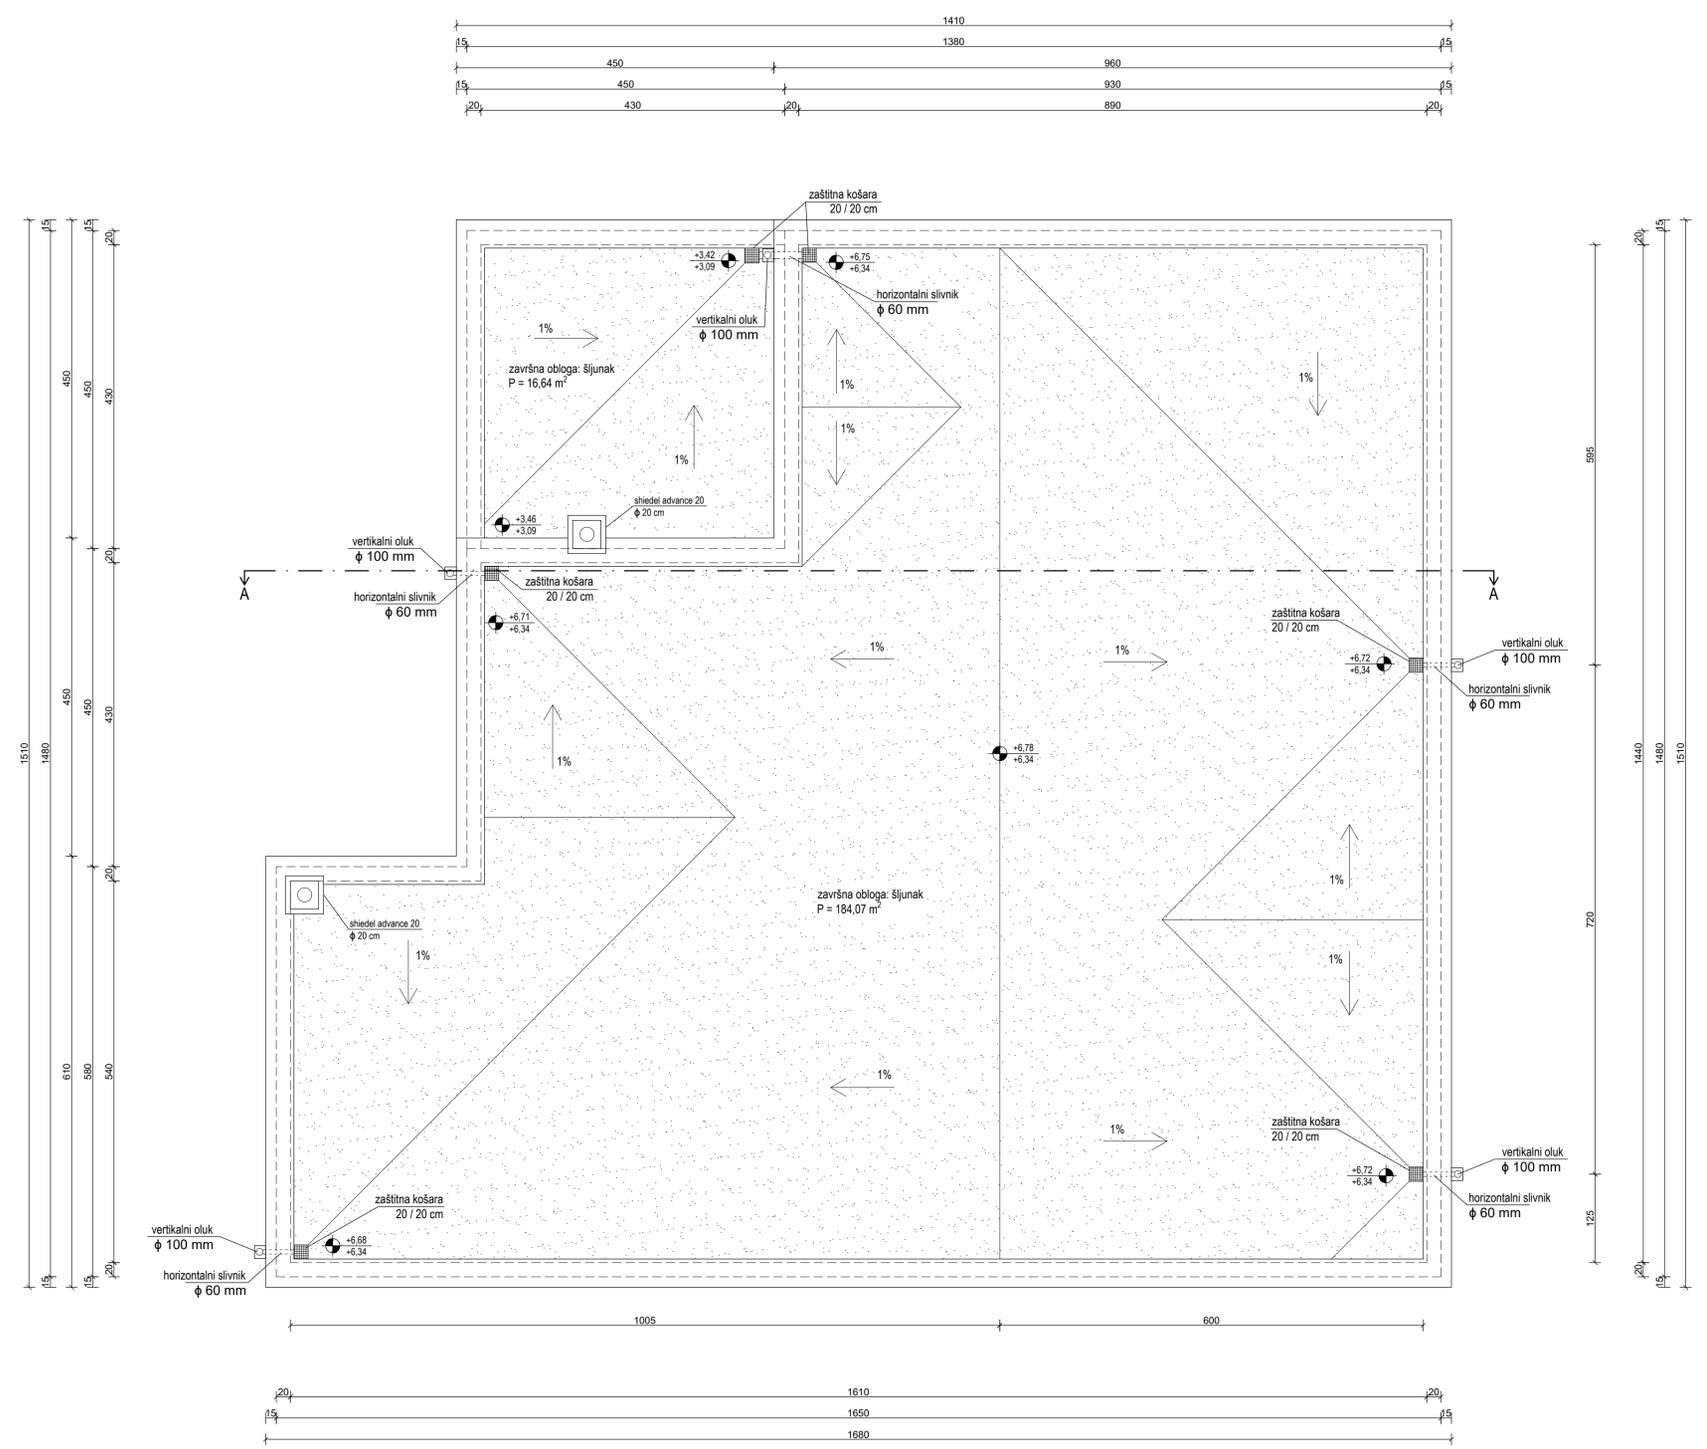 1410
15 1380 15
450 960
15 450 930 15
20 430 20 890 20
zaštitna košara
20 / 20 cm
+3,42
+3,09
+6,75
+6,34
horizontalni slivnik
ϕ 60 mm
vertikalni oluk
ϕ 100 mm
1%
završna obloga: šljunak
P = 16,64 m²
1%
1%
1%
1%
shiedel advance 20
ϕ 20 cm
+3,46
+3,09
vertikalni oluk
ϕ 100 mm
horizontalni slivnik
ϕ 60 mm
zaštitna košara
20 / 20 cm
A
A
+6,71
+6,34
zaštitna košara
20 / 20 cm
1%
1%
+6,72
+6,34
vertikalni oluk
ϕ 100 mm
horizontalni slivnik
ϕ 60 mm
1%
+6,78
+6,34
završna obloga: šljunak
P = 184,07 m²
1%
shiedel advance 20
ϕ 20 cm
1%
1%
1%
1%
zaštitna košara
20 / 20 cm
+6,72
+6,34
vertikalni oluk
ϕ 100 mm
horizontalni slivnik
ϕ 60 mm
zaštitna košara
20 / 20 cm
vertikalni oluk
ϕ 100 mm
+6,68
+6,34
horizontalni slivnik
ϕ 60 mm
1510
15 1480 15
450 450 610
15 450 450 580 15
20 430 20 430 20 540 20
595 720 125
20 1440 20
15 1480 15
1510
1005 600
20 1610 20
15 1650 15
1680